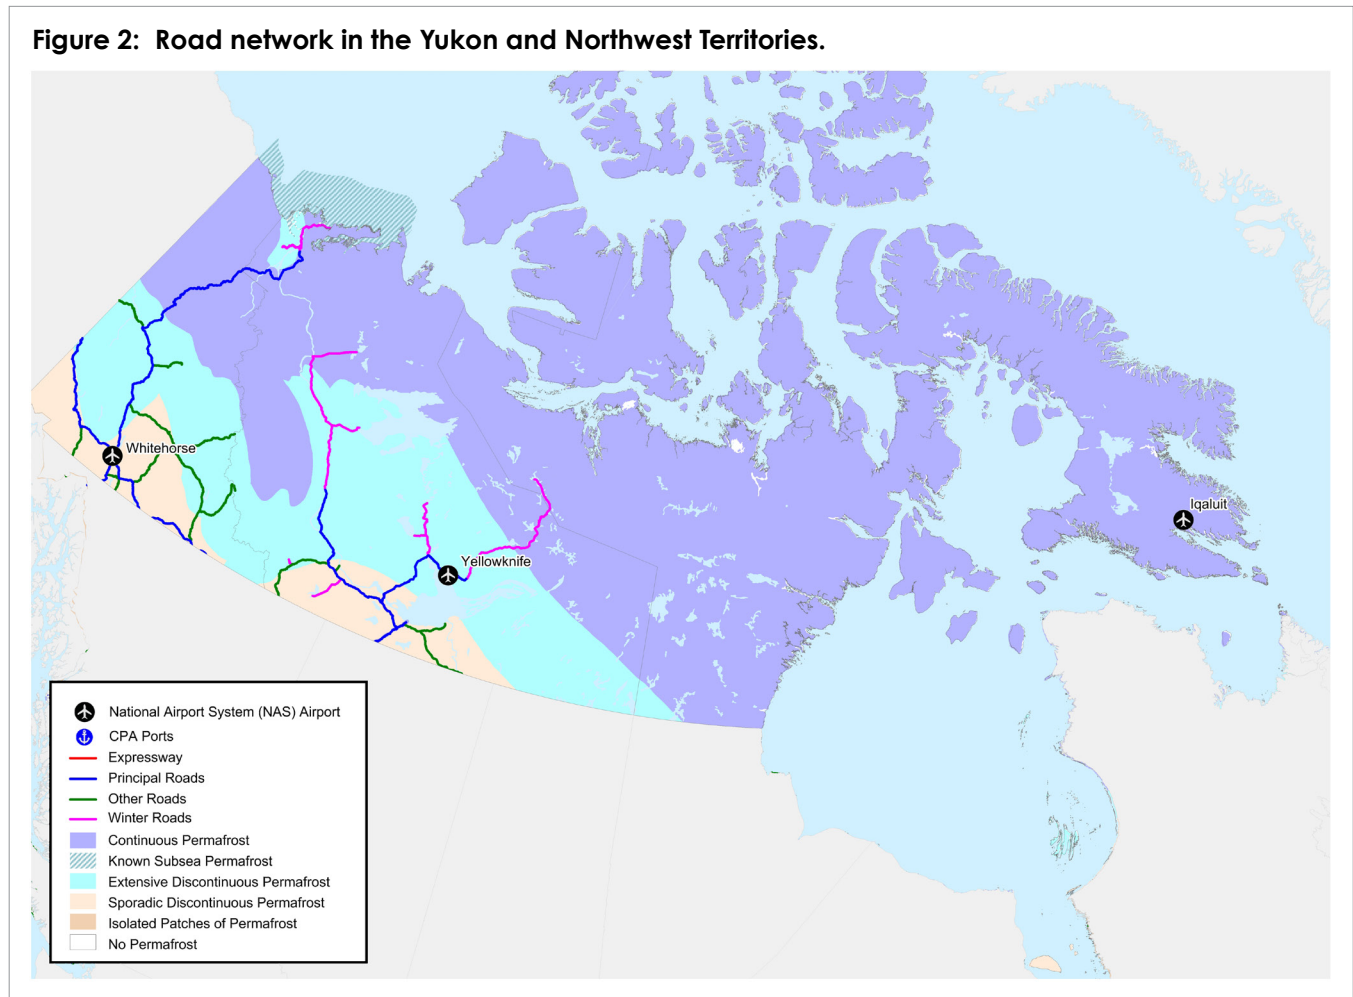 Figure 2: Road network in the Yukon and Northwest Territories.
Whitehorse
Iqaluit
Yellowknife
National Airport System (NAS) Airport
CPA Ports
Expressway
Principal Roads
Other Roads
Winter Roads
Continuous Permafrost
Known Subsea Permafrost
Extensive Discontinuous Permafrost
Sporadic Discontinuous Permafrost
Isolated Patches of Permafrost
No Permafrost